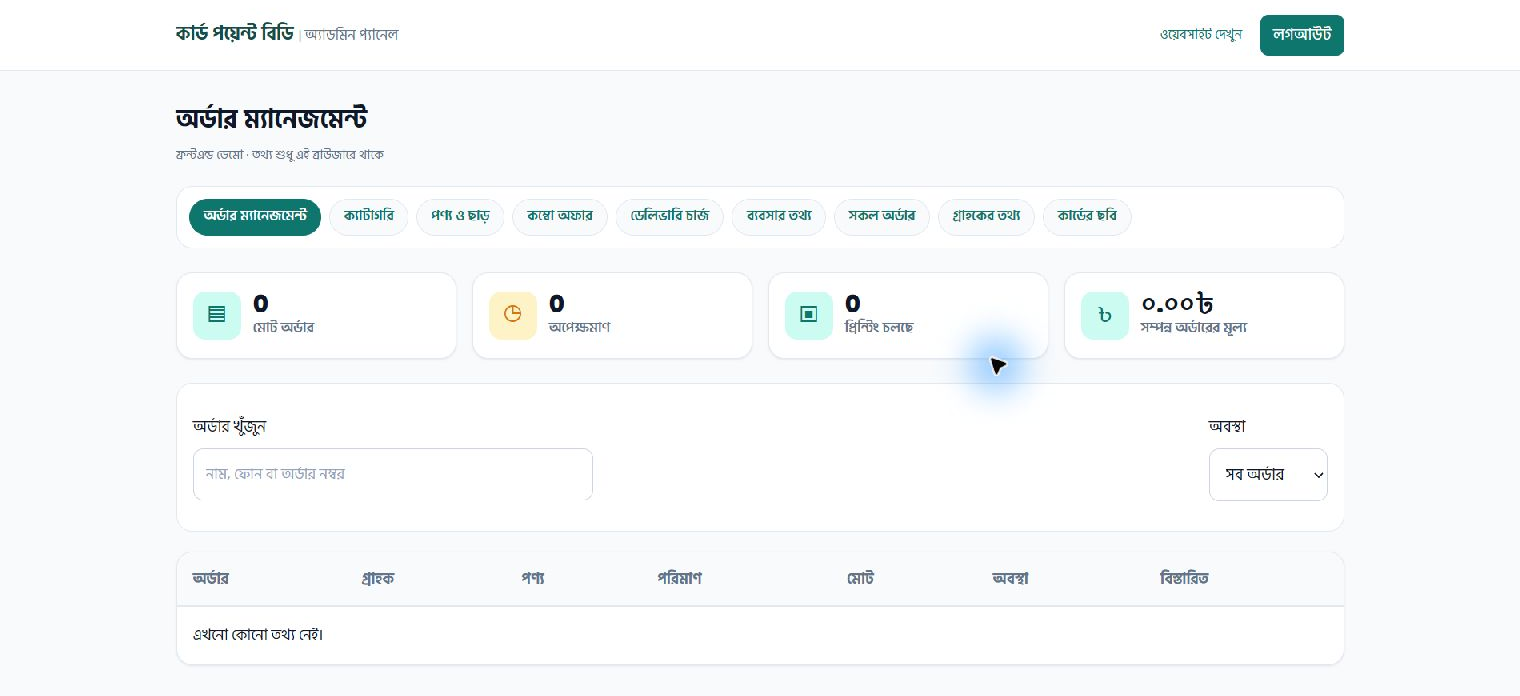 কার্ড পয়েন্ট বিডি | অ্যাডমিন প্যানেল
ওয়েবসাইট দেখুন
লগআউট
অর্ডার ম্যানেজমেন্ট
ফ্রন্টএন্ড ডেমো · তথ্য শুধু এই ব্রাউজারে থাকে
অর্ডার ম্যানেজমেন্ট
ক্যাটাগরি
পণ্য ও ছাড়
কম্বো অফার
ডেলিভারি চার্জ
ব্যবসার তথ্য
সকল অর্ডার
গ্রাহকের তথ্য
কার্ডের ছবি
0
মোট অর্ডার
0
অপেক্ষমাণ
0
প্রিন্টিং চলছে
৳
০.০০৳
সম্পন্ন অর্ডারের মূল্য
অর্ডার খুঁজুন
নাম, ফোন বা অর্ডার নম্বর
অবস্থা
সব অর্ডার
অর্ডার গ্রাহক পণ্য পরিমাণ মোট অবস্থা বিস্তারিত
এখনো কোনো তথ্য নেই।